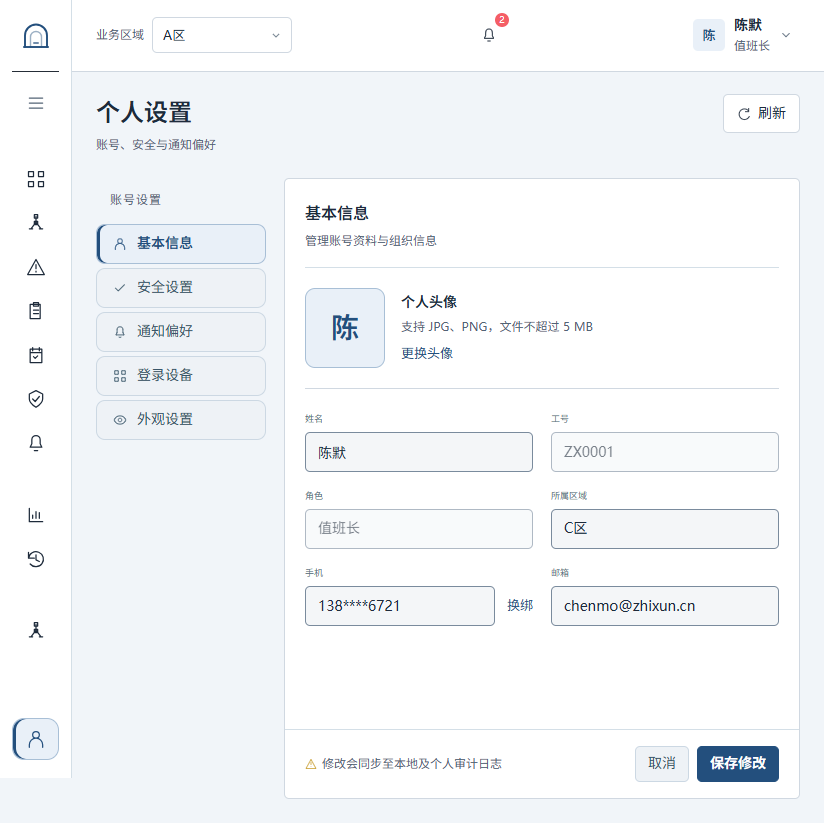 业务区域
A区
2
陈
陈默
值班长
个人设置
账号、安全与通知偏好
刷新
账号设置
基本信息
安全设置
通知偏好
登录设备
外观设置
基本信息
管理账号资料与组织信息
陈
个人头像
支持 JPG、PNG，文件不超过 5 MB
更换头像
姓名
工号
陈默
ZX0001
角色
所属区域
值班长
C区
手机
邮箱
138****6721
换绑
chenmo@zhixun.cn
修改会同步至本地及个人审计日志
取消
保存修改